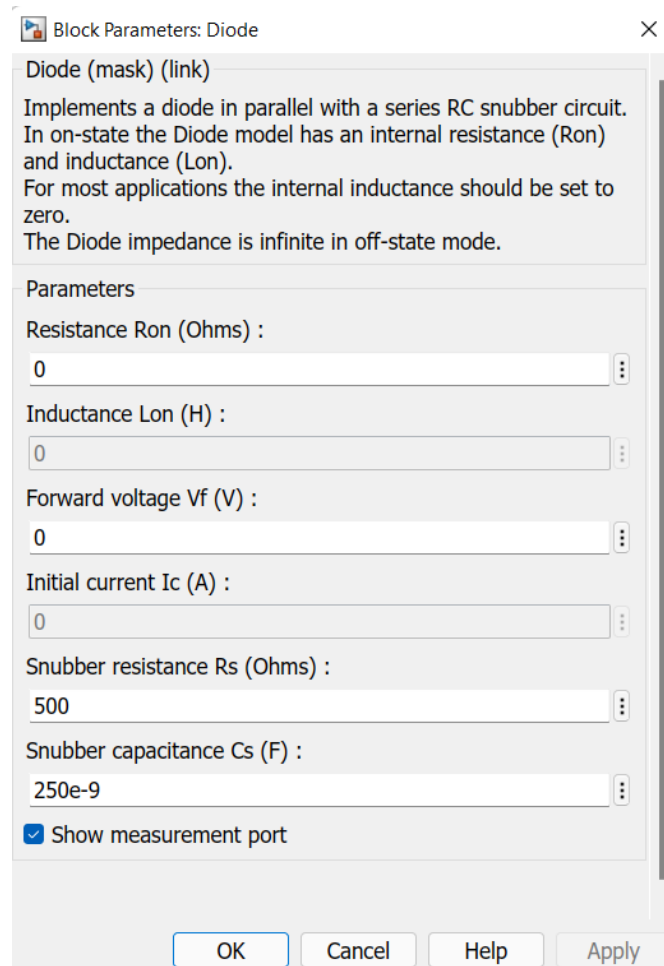 Block Parameters: Diode
Diode (mask) (link)
Implements a diode in parallel with a series RC snubber circuit.
In on-state the Diode model has an internal resistance (Ron)
and inductance (Lon).
For most applications the internal inductance should be set to
zero.
The Diode impedance is infinite in off-state mode.
Parameters
Resistance Ron (Ohms) :
0
Inductance Lon (H) :
0
Forward voltage Vf (V) :
0
Initial current Ic (A) :
0
Snubber resistance Rs (Ohms) :
500
Snubber capacitance Cs (F) :
250e-9
Show measurement port
OK Cancel Help Apply